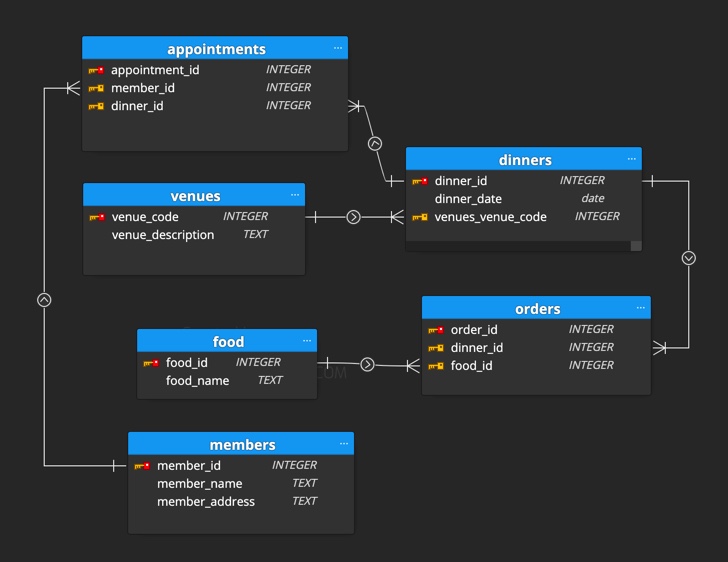 appointments ...
appointment_id INTEGER
member_id INTEGER
dinner_id INTEGER
dinners ...
dinner_id INTEGER
dinner_date date
venues_venue_code INTEGER
venues ...
venue_code INTEGER
venue_description TEXT
orders ...
order_id INTEGER
dinner_id INTEGER
food_id INTEGER
food ...
food_id INTEGER
food_name TEXT
members ...
member_id INTEGER
member_name TEXT
member_address TEXT